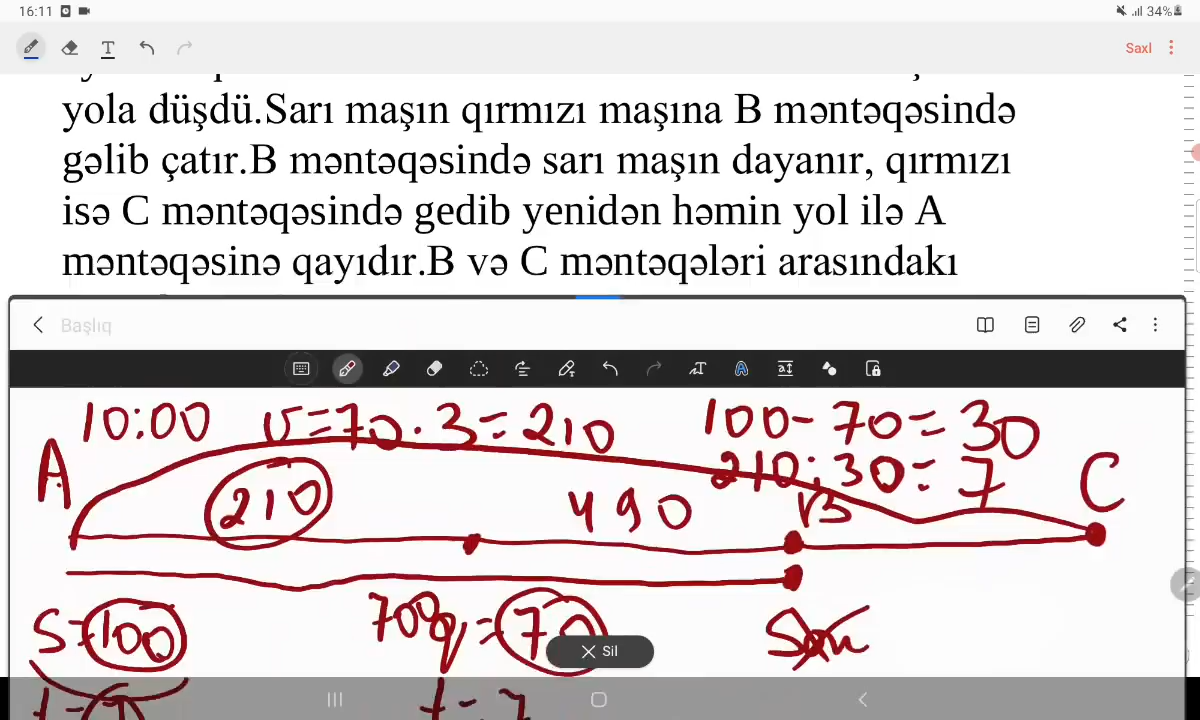 16:11 34%
Saxl
yola düşdü.Sarı maşın qırmızı maşına B məntəqəsində
gəlib çatır.B məntəqəsində sarı maşın dayanır, qırmızı
isə C məntəqəsində gedib yenidən həmin yol ilə A
məntəqəsinə qayıdır.B və C məntəqələri arasındakı
Başlıq
10:00 v=70·3=210 100-70=30
A 210:30=7 C
210 490 B
S=100 700 q=70
Sil
t= t=7